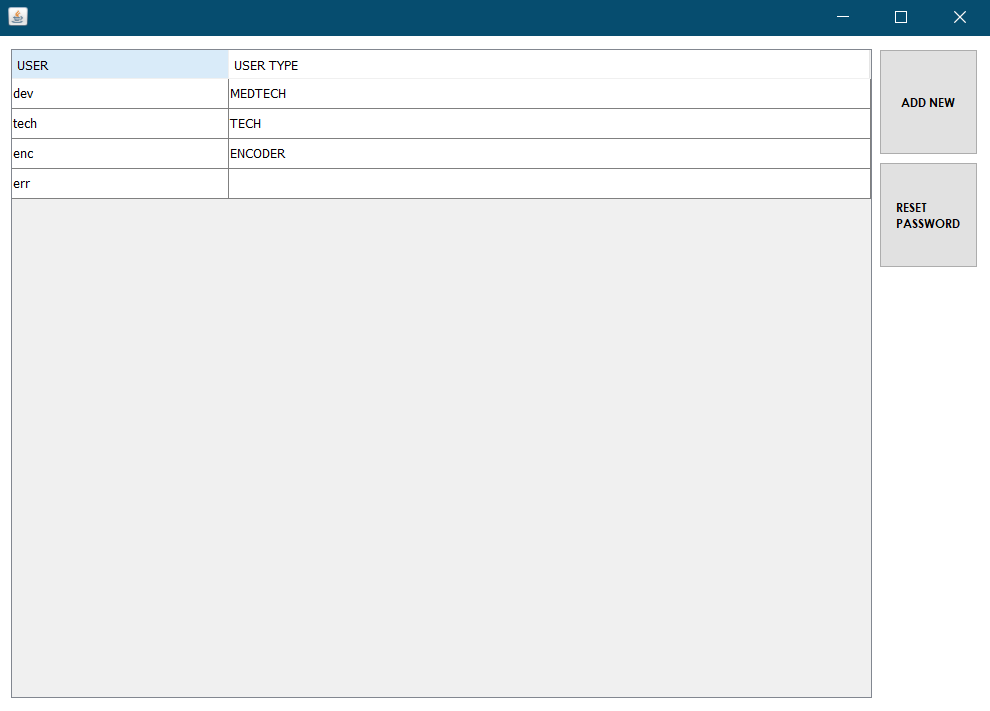 USER USER TYPE
dev MEDTECH
tech TECH
enc ENCODER
err
ADD NEW
RESET
PASSWORD